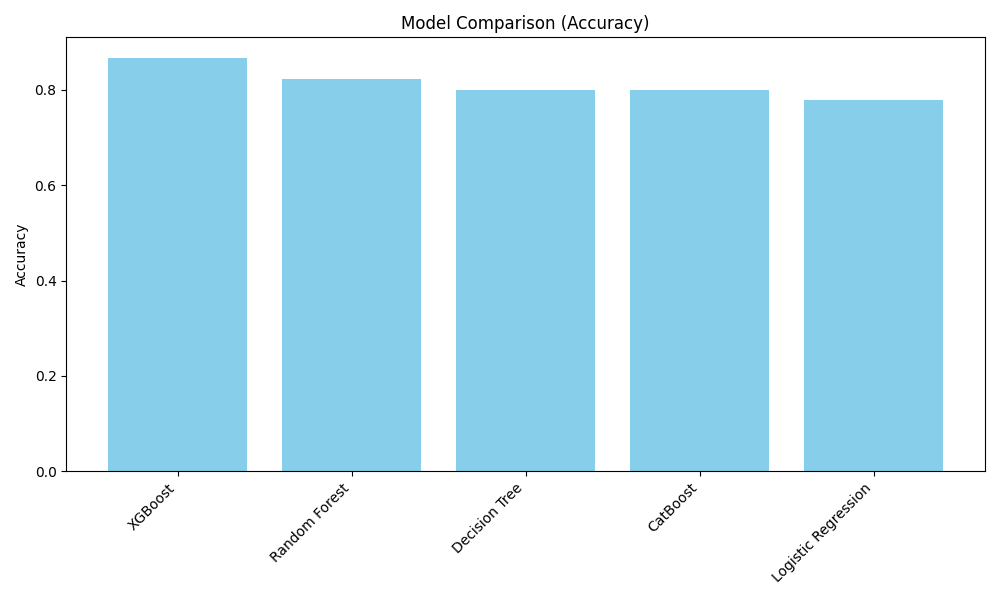 Model Comparison (Accuracy)
Accuracy
0.8
0.6
0.4
0.2
0.0
XGBoost
Random Forest
Decision Tree
CatBoost
Logistic Regression